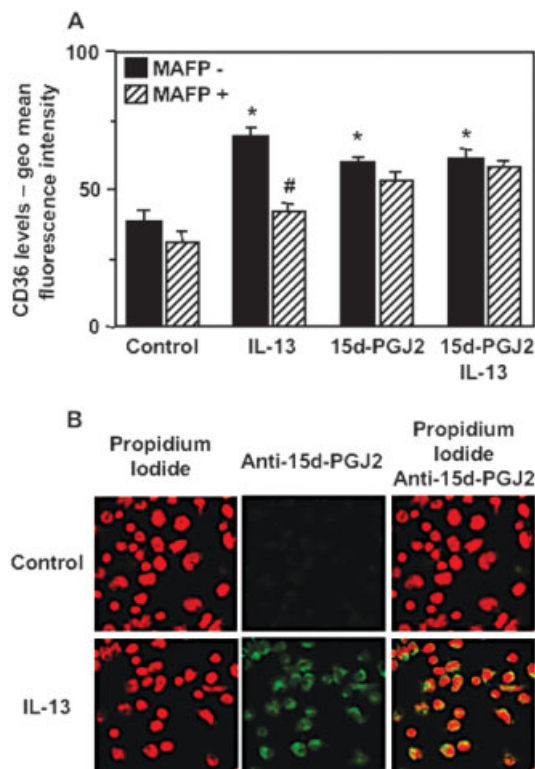 A
CD36 levels – geo mean
fluorescence intensity
100
50
0
MAFP -
MAFP +
*
#
*
*
Control
IL-13
15d-PGJ2
15d-PGJ2
IL-13
B
Propidium
Iodide
Anti-15d-PGJ2
Propidium
Iodide
Anti-15d-PGJ2
Control
IL-13